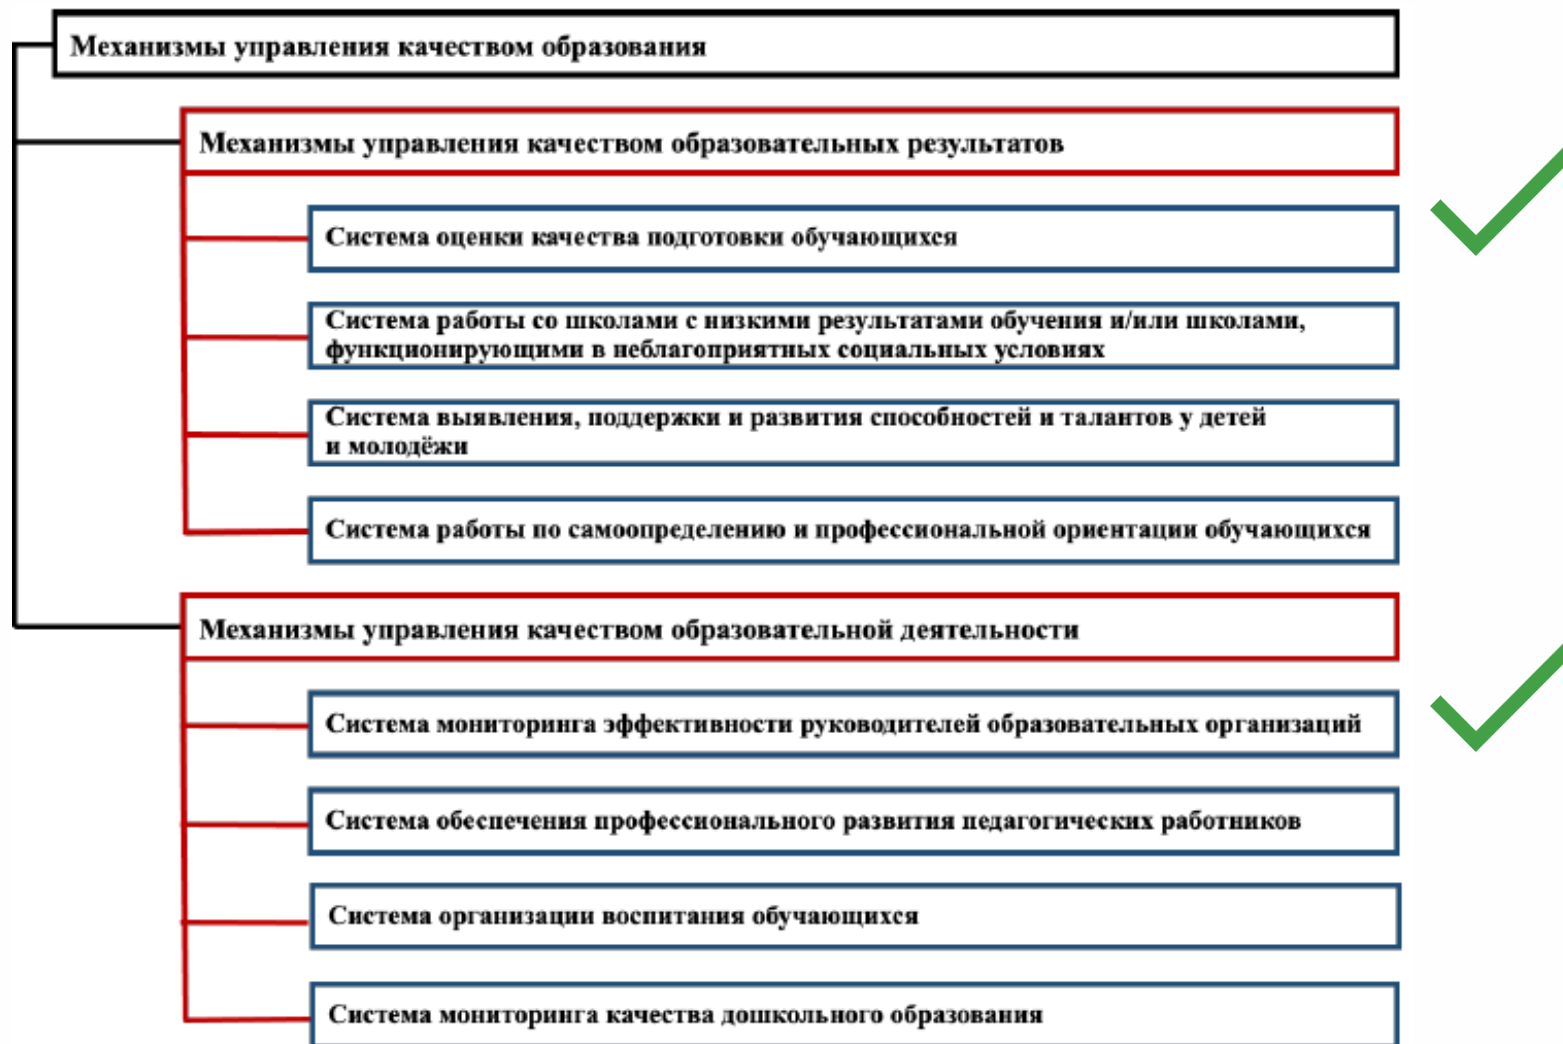 Механизмы управления качеством образования
Механизмы управления качеством образовательных результатов
Система оценки качества подготовки обучающихся
Система работы со школами с низкими результатами обучения и/или школами,
функционирующими в неблагоприятных социальных условиях
Система выявления, поддержки и развития способностей и талантов у детей
и молодёжи
Система работы по самоопределению и профессиональной ориентации обучающихся
Механизмы управления качеством образовательной деятельности
Система мониторинга эффективности руководителей образовательных организаций
Система обеспечения профессионального развития педагогических работников
Система организации воспитания обучающихся
Система мониторинга качества дошкольного образования